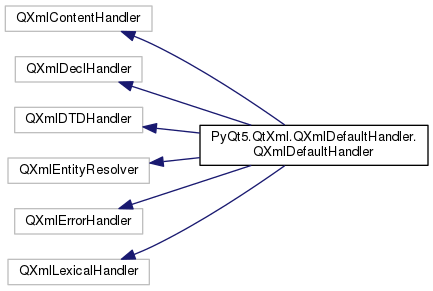 QXmlContentHandler
QXmlDeclHandler
QXmlDTDHandler
PyQt5.QtXml.QXmlDefaultHandler.
QXmlDefaultHandler
QXmlEntityResolver
QXmlErrorHandler
QXmlLexicalHandler